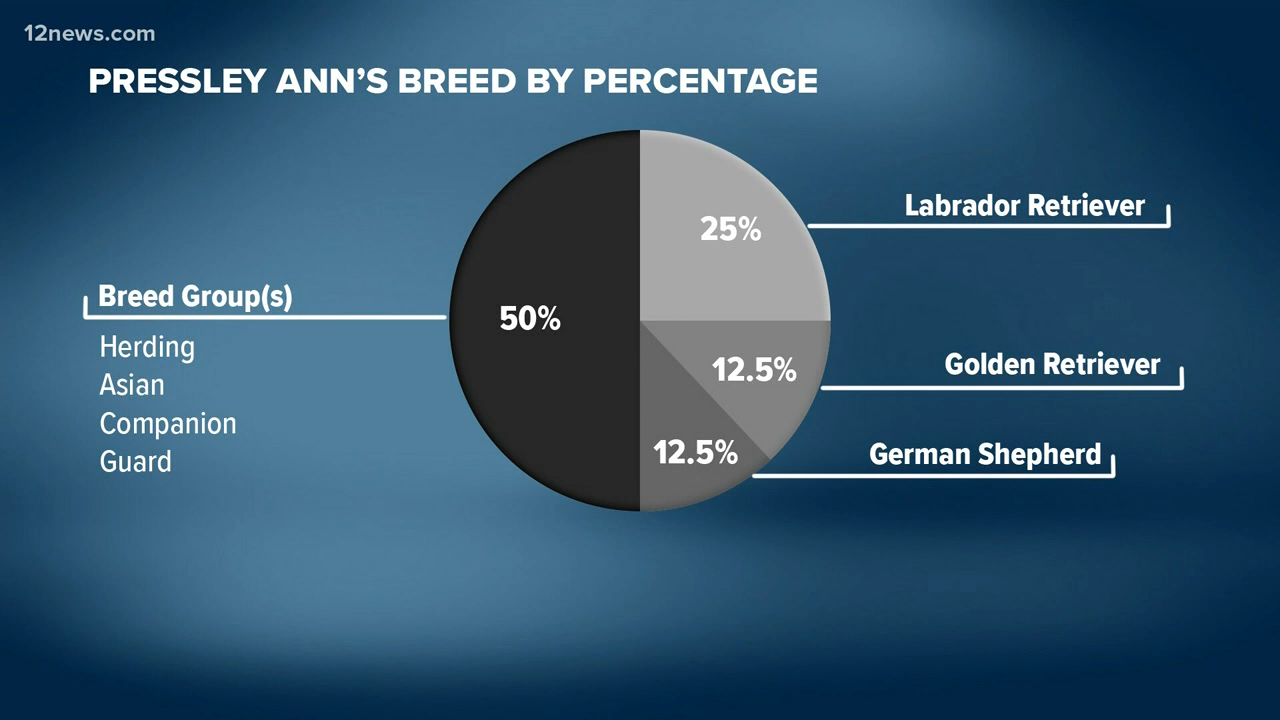 12news.com
PRESSLEY ANN’S BREED BY PERCENTAGE
25%
Labrador Retriever
Breed Group(s)
50%
Herding
Asian
Companion
Guard
12.5%
Golden Retriever
12.5%
German Shepherd